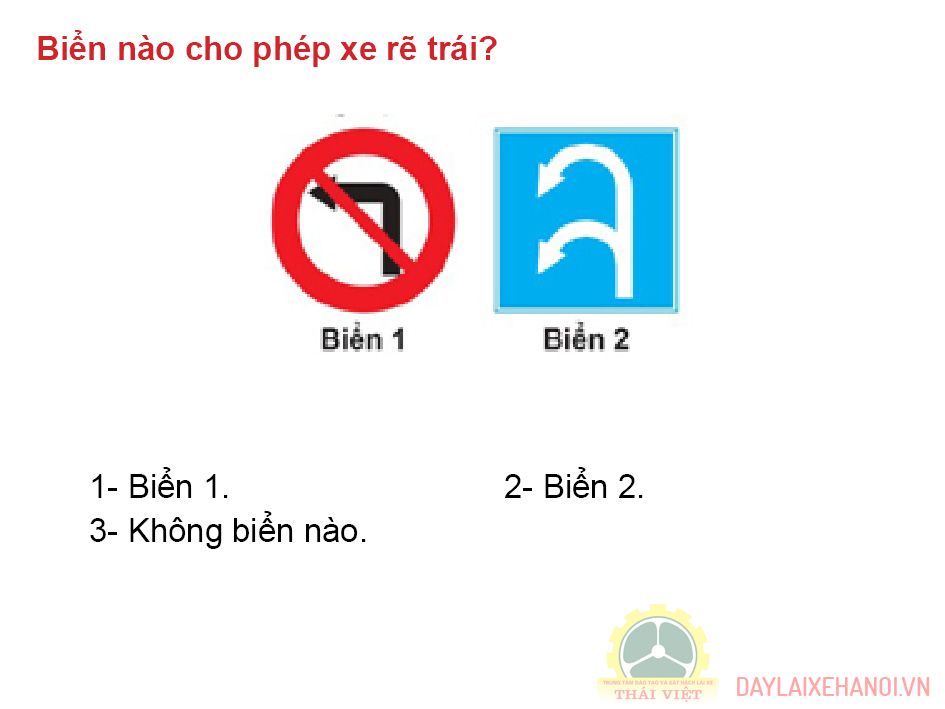 Biển nào cho phép xe rẽ trái?
Biển 1
Biển 2
1- Biển 1.
2- Biển 2.
3- Không biển nào.
TRUNG TÂM ĐÀO TẠO VÀ SÁT HẠCH LÁI XE
THÁI VIỆT
DAYLAIXEHANOI.VN